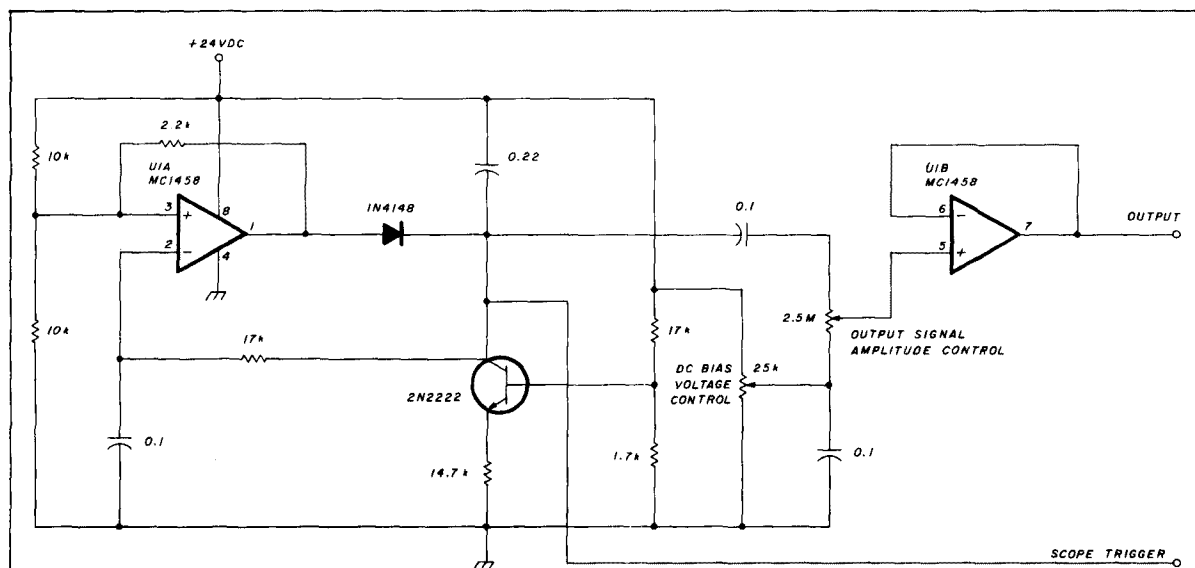 +24VDC
2.2k
10k
U1A
MC1458
3
+
8
1
2
-
4
1N4148
0.22
0.1
U1B
MC1458
6
-
5
+
7
OUTPUT
10k
17k
2N2222
17k
DC BIAS
VOLTAGE
CONTROL
25k
2.5M
OUTPUT SIGNAL
AMPLITUDE CONTROL
0.1
14.7k
1.7k
0.1
SCOPE TRIGGER